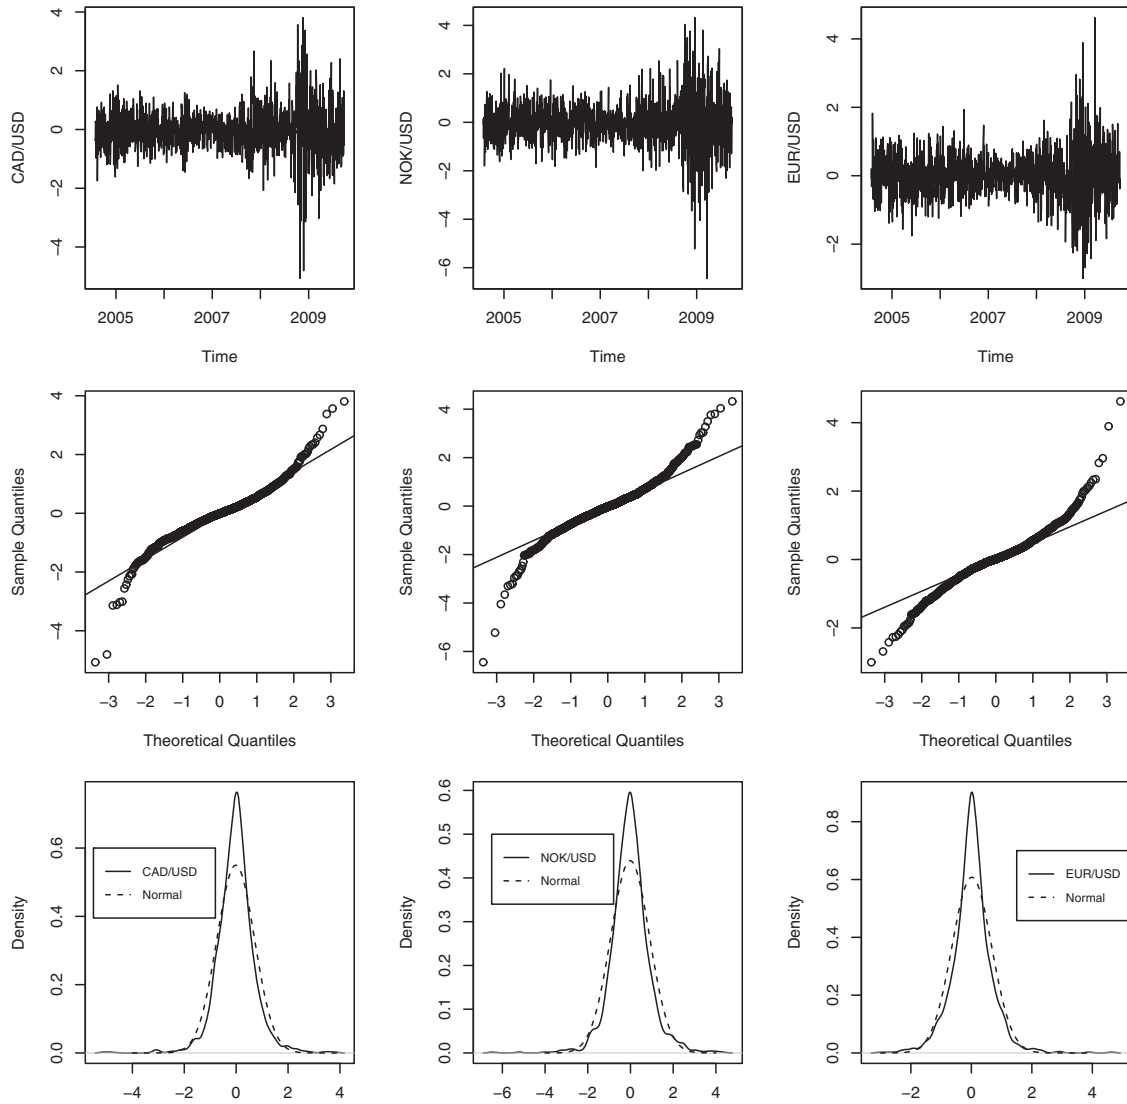 CAD/USD
−4 −2 0 2 4
2005 2007 2009
Time
NOK/USD
−6 −4 −2 0 2 4
2005 2007 2009
Time
EUR/USD
−2 0 2 4
2005 2007 2009
Time
Sample Quantiles
−4 −2 0 2 4
−3 −2 −1 0 1 2 3
Theoretical Quantiles
Sample Quantiles
−6 −4 −2 0 2 4
−3 −2 −1 0 1 2 3
Theoretical Quantiles
Sample Quantiles
−2 0 2 4
−3 −2 −1 0 1 2 3
Theoretical Quantiles
Density
0.0 0.2 0.4 0.6
CAD/USD
Normal
−4 −2 0 2 4
Density
0.0 0.1 0.2 0.3 0.4 0.5 0.6
NOK/USD
Normal
−6 −4 −2 0 2 4
Density
0.0 0.2 0.4 0.6 0.8
EUR/USD
Normal
−2 0 2 4